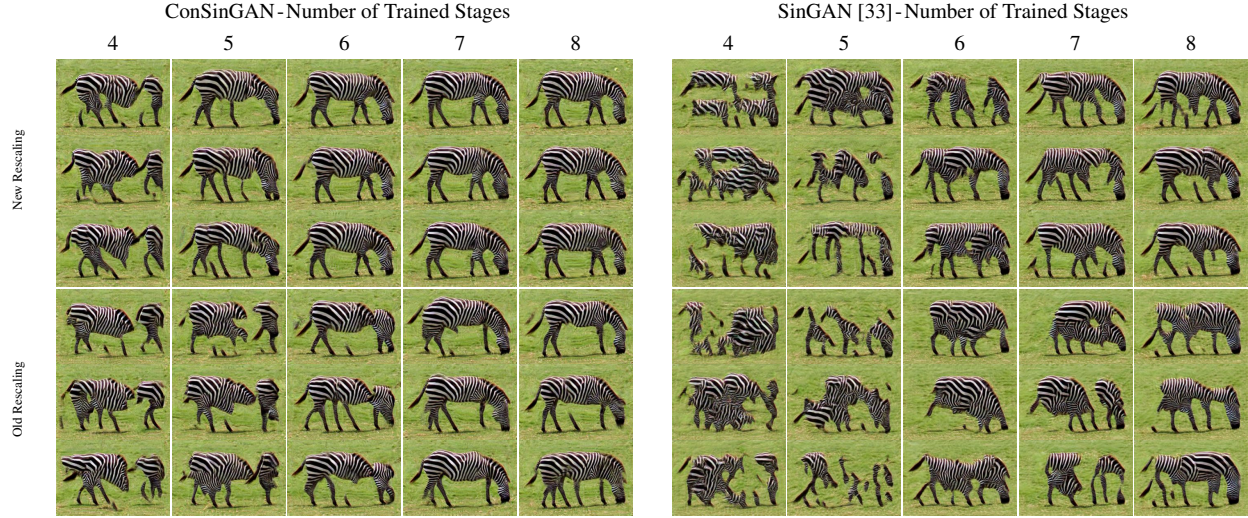 ConSinGAN - Number of Trained Stages
4 5 6 7 8
SinGAN [33] - Number of Trained Stages
4 5 6 7 8
New Rescaling
Old Rescaling